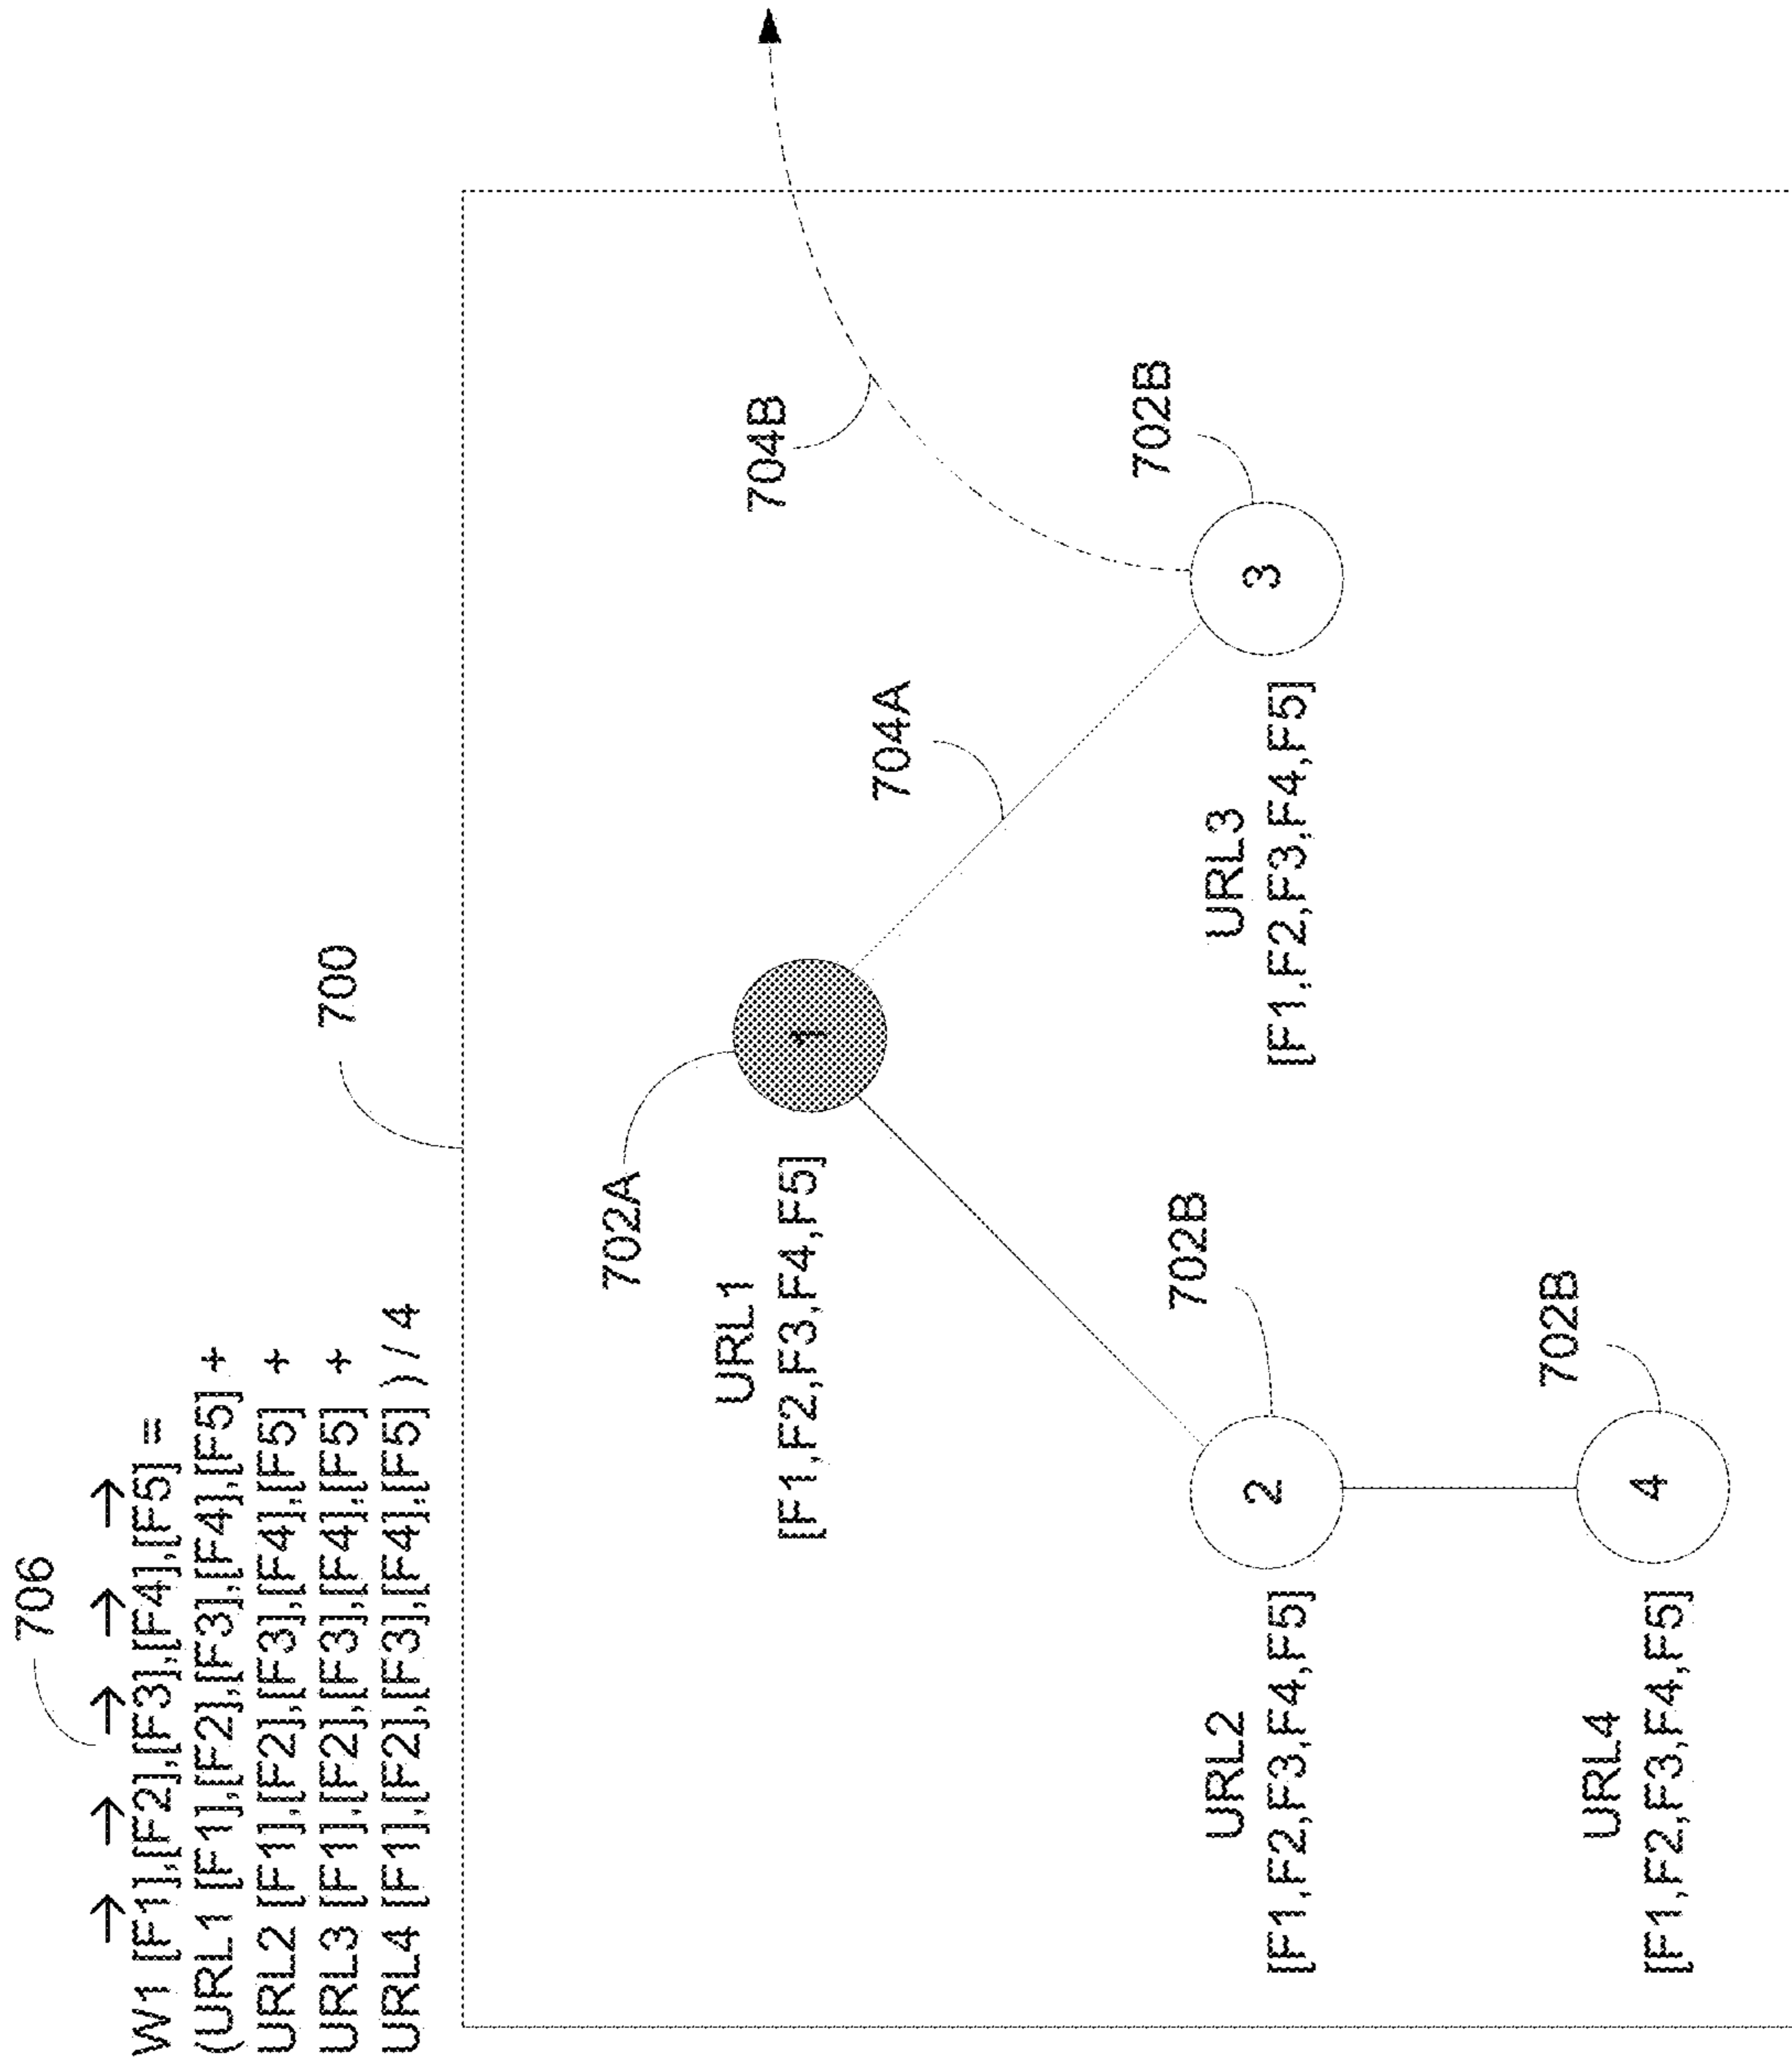 706
→ → → → →
W1 [F1],[F2],[F3],[F4],[F5] =
(URL1 [F1],[F2],[F3],[F4],[F5] +
URL2 [F1],[F2],[F3],[F4],[F5] +
URL3 [F1],[F2],[F3],[F4],[F5] +
URL4 [F1],[F2],[F3],[F4],[F5] ) / 4
700
702A
URL1
[F1,F2,F3,F4,F5]
1
704B
704A
702B
URL2
[F1,F2,F3,F4,F5]
2
702B
URL3
[F1,F2,F3,F4,F5]
3
702B
URL4
[F1,F2,F3,F4,F5]
4